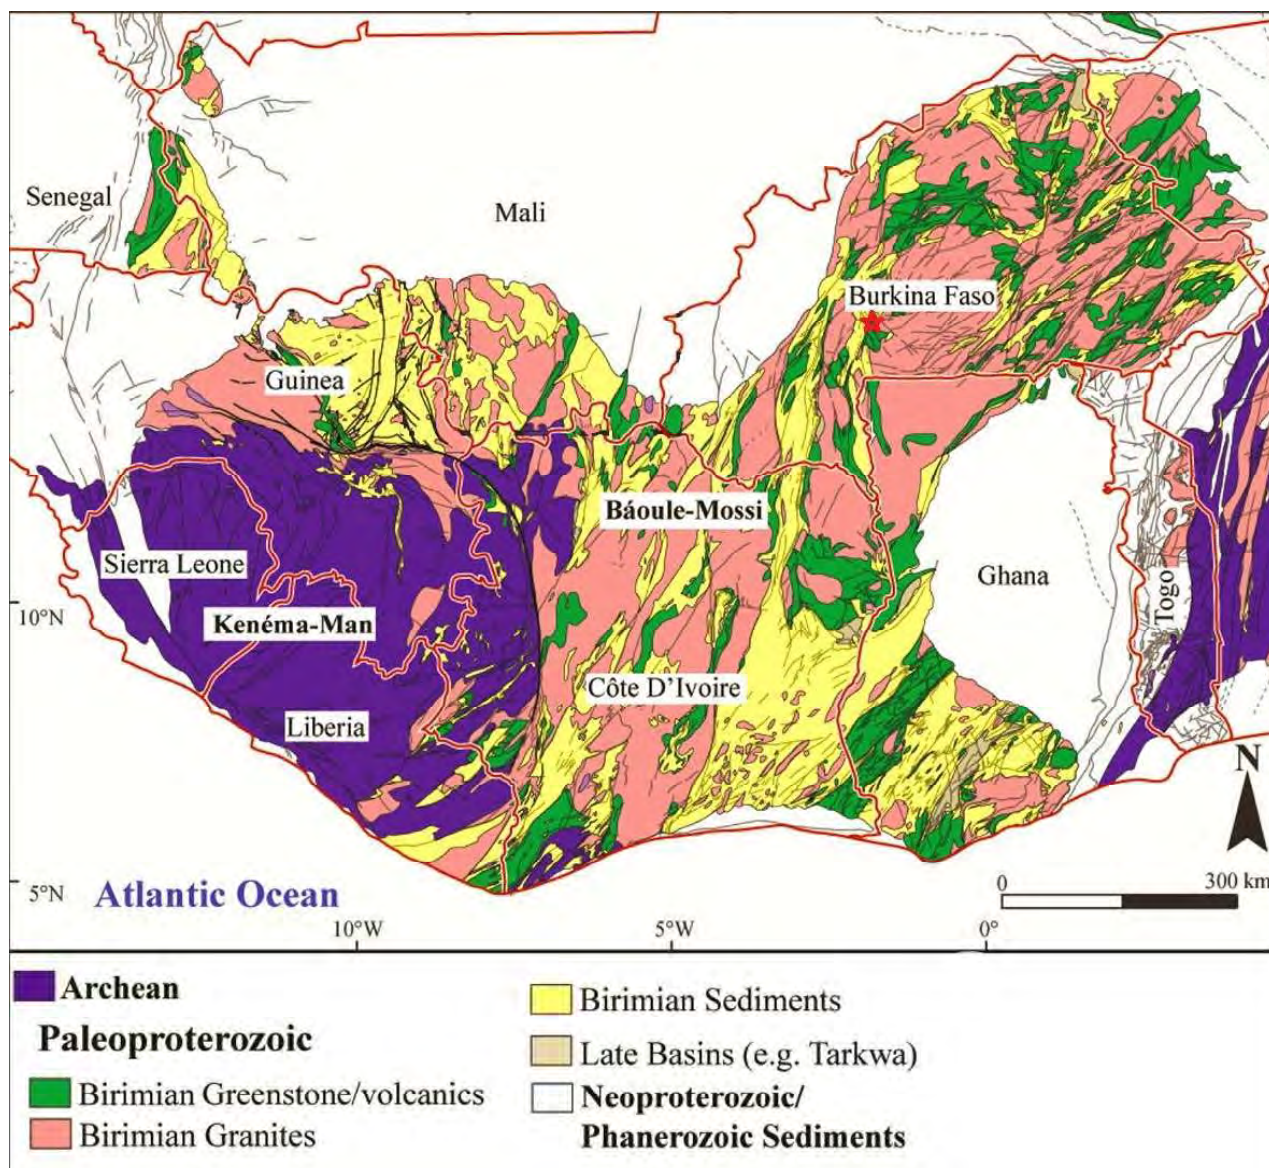 Senegal
Mali
Burkina Faso
Guinea
Báoule-Mossi
Sierra Leone
Ghana
Togo
10°N
Kenéma-Man
Côte D'Ivoire
Liberia
N
5°N
Atlantic Ocean
0
300 km
10°W
5°W
0°
Archean
Paleoproterozoic
Birimian Greenstone/volcanics
Birimian Granites
Birimian Sediments
Late Basins (e.g. Tarkwa)
Neoproterozoic/
Phanerozoic Sediments